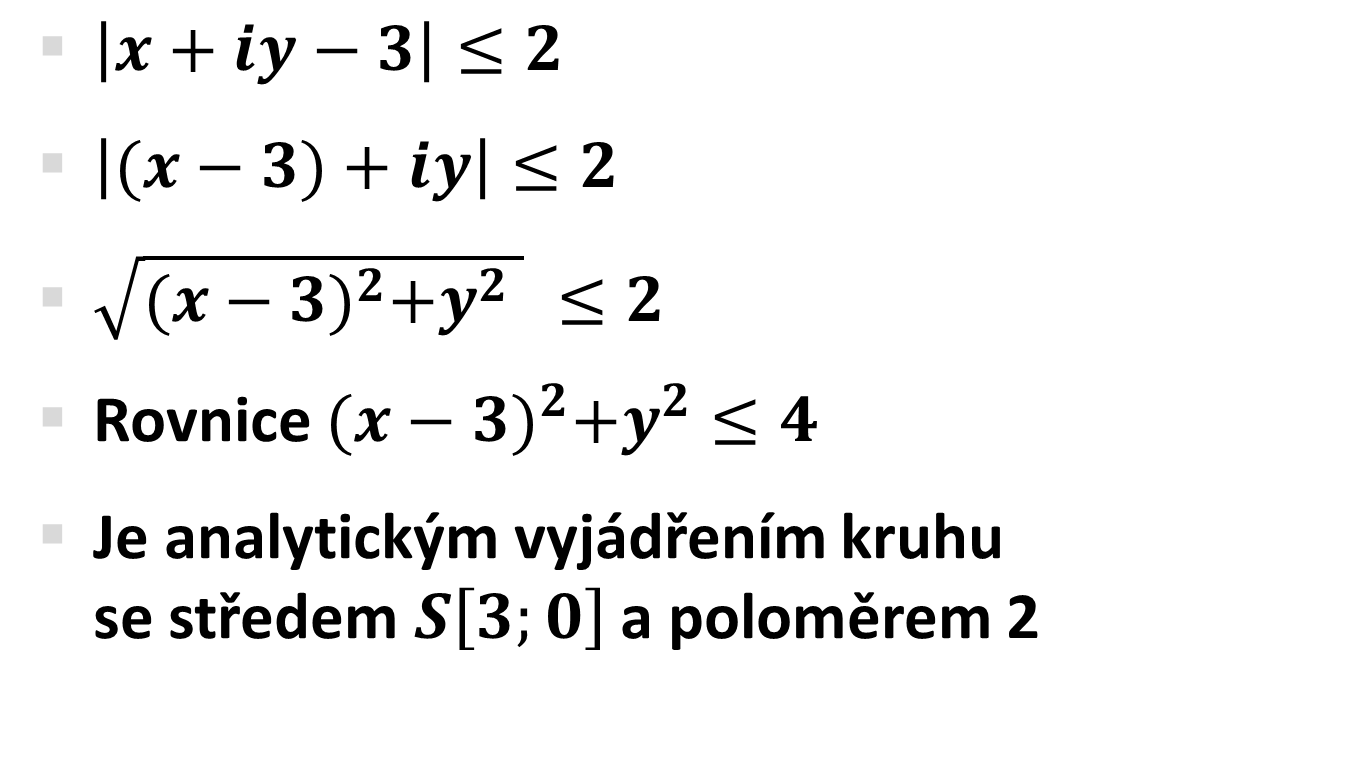 |x + iy − 3| ≤ 2
|(x − 3) + iy| ≤ 2
√((x − 3)²+y²) ≤ 2
Rovnice (x − 3)²+y² ≤ 4
Je analytickým vyjádřením kruhu
se středem S[3; 0] a poloměrem 2